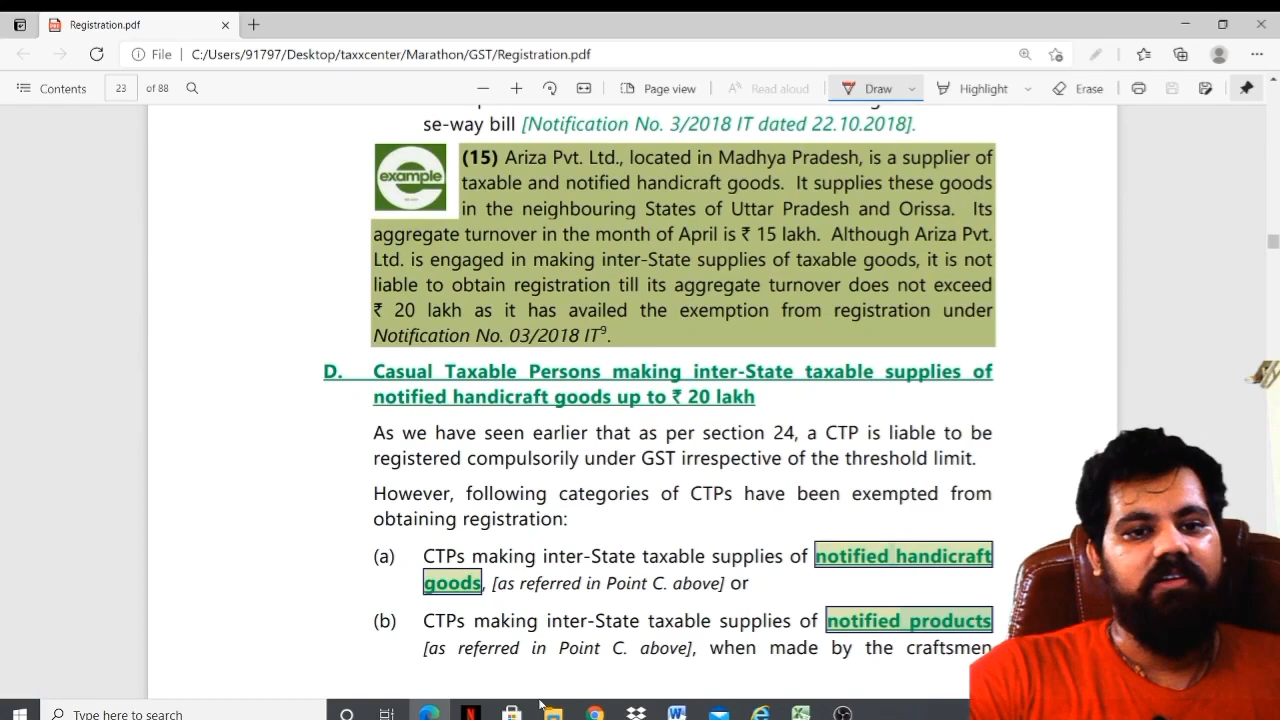 Registration.pdf
File C:/Users/91797/Desktop/taxxcenter/Marathon/GST/Registration.pdf
Contents 23 of 88 Page view Read aloud Draw Highlight Erase
se-way bill [Notification No. 3/2018 IT dated 22.10.2018].
example
(15) Ariza Pvt. Ltd., located in Madhya Pradesh, is a supplier of
taxable and notified handicraft goods. It supplies these goods
in the neighbouring States of Uttar Pradesh and Orissa. Its
aggregate turnover in the month of April is ₹ 15 lakh. Although Ariza Pvt.
Ltd. is engaged in making inter-State supplies of taxable goods, it is not
liable to obtain registration till its aggregate turnover does not exceed
₹ 20 lakh as it has availed the exemption from registration under
Notification No. 03/2018 IT⁹.
D. Casual Taxable Persons making inter-State taxable supplies of
notified handicraft goods up to ₹ 20 lakh
As we have seen earlier that as per section 24, a CTP is liable to be
registered compulsorily under GST irrespective of the threshold limit.
However, following categories of CTPs have been exempted from
obtaining registration:
(a) CTPs making inter-State taxable supplies of notified handicraft
goods, [as referred in Point C. above] or
(b) CTPs making inter-State taxable supplies of notified products
[as referred in Point C. above], when made by the craftsmen
Type here to search